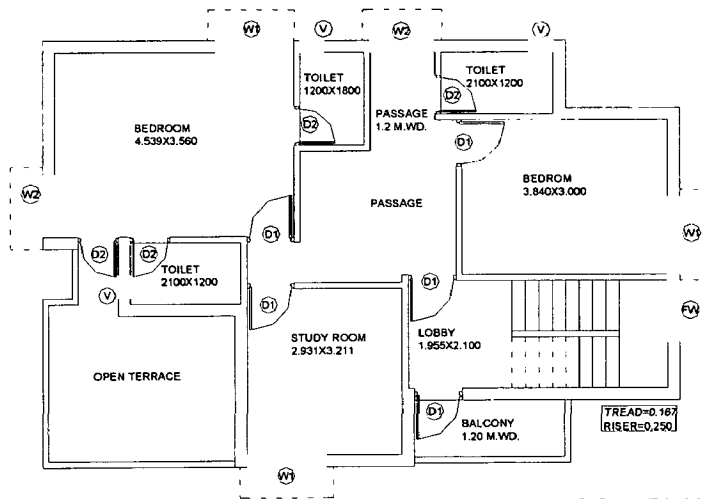 W1
V
W2
V
TOILET
1200X1800
TOILET
2100X1200
D2
BEDROOM
4.539X3.560
D2
PASSAGE
1.2 M.WD.
D1
BEDROM
3.840X3.000
W2
PASSAGE
W1
D1
D2
D2
TOILET
2100X1200
V
D1
D1
STUDY ROOM
2.931X3.211
LOBBY
1.955X2.100
FW
OPEN TERRACE
D1
BALCONY
1.20 M.WD.
TREAD=0.167
RISER=0.250
W1